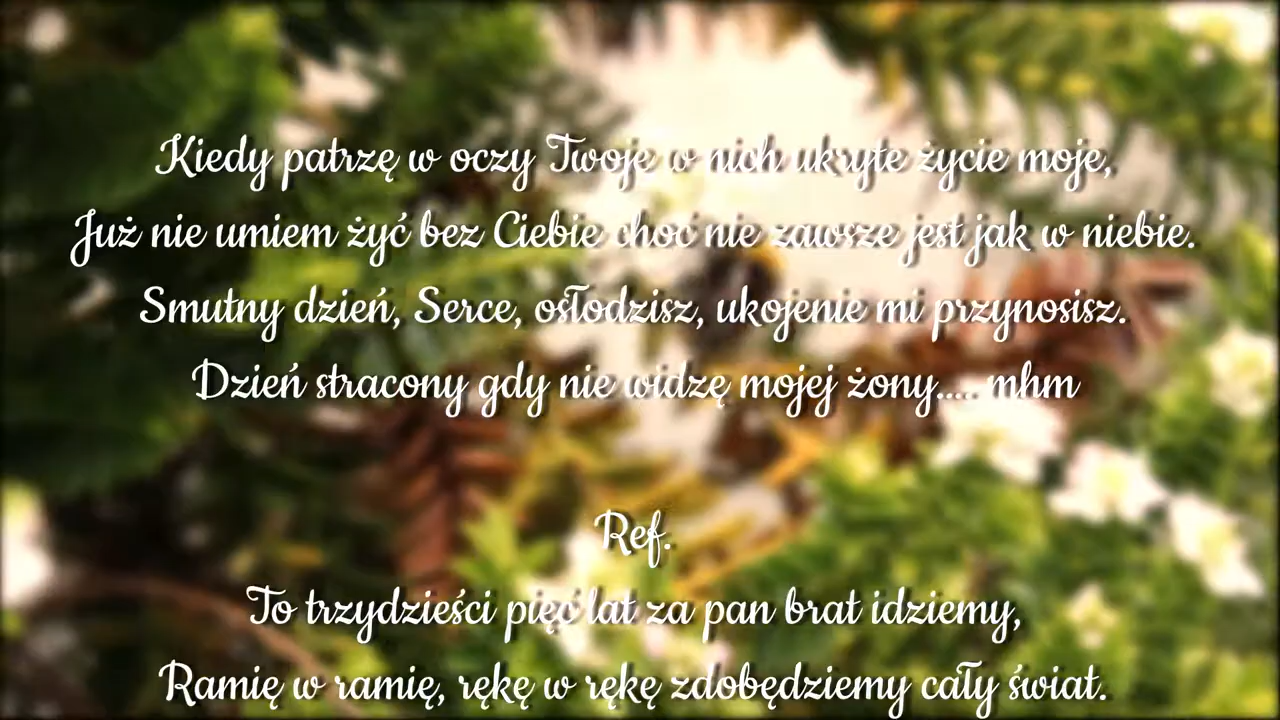 Kiedy patrzę w oczy Twoje w nich ukryte życie moje,
Już nie umiem żyć bez Ciebie choć nie zawsze jest jak w niebie.
Smutny dzień, Serce, osłodzisz, ukojenie mi przynosisz.
Dzień stracony gdy nie widzę mojej żony..... mhm
Ref.
To trzydzieści pięć lat za pan brat idziemy,
Ramię w ramię, rękę w rękę zdobędziemy cały świat.